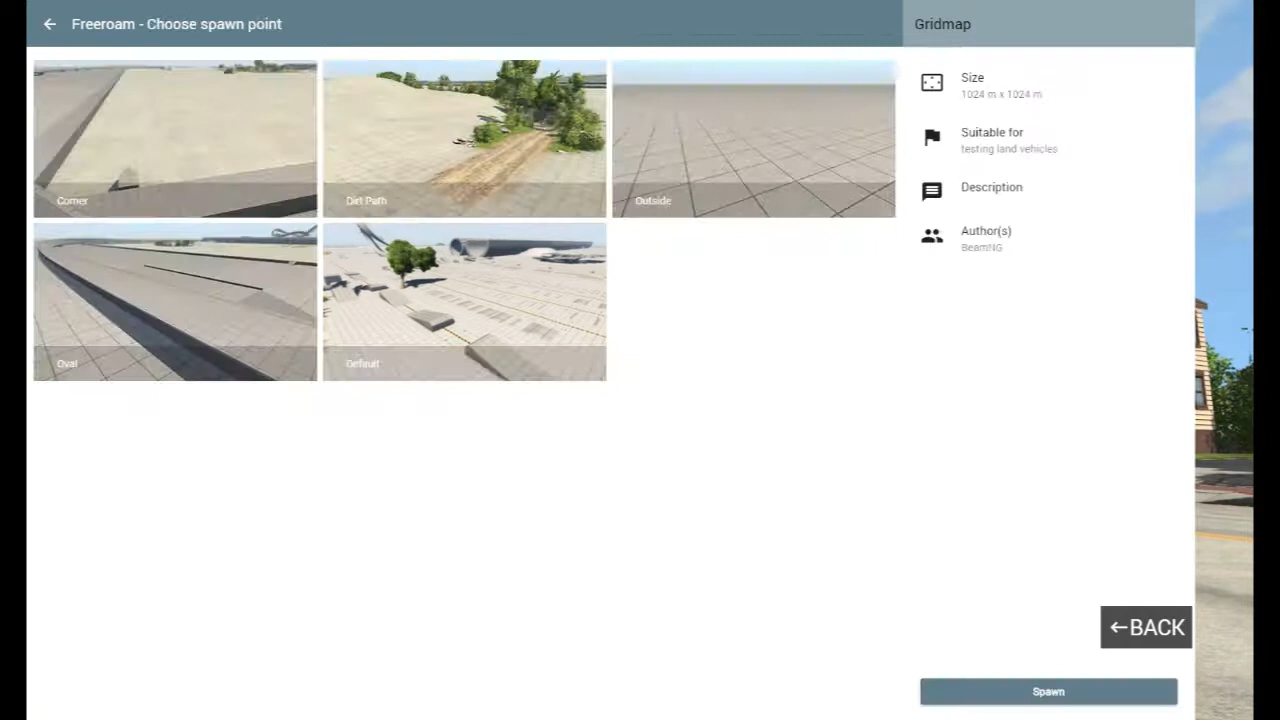 Freeroam - Choose spawn point
Gridmap
Corner
Dirt Path
Outside
Oval
Defruit
Size
1024 m x 1024 m
Suitable for
testing land vehicles
Description
Author(s)
BeamNG
←BACK
Spawn